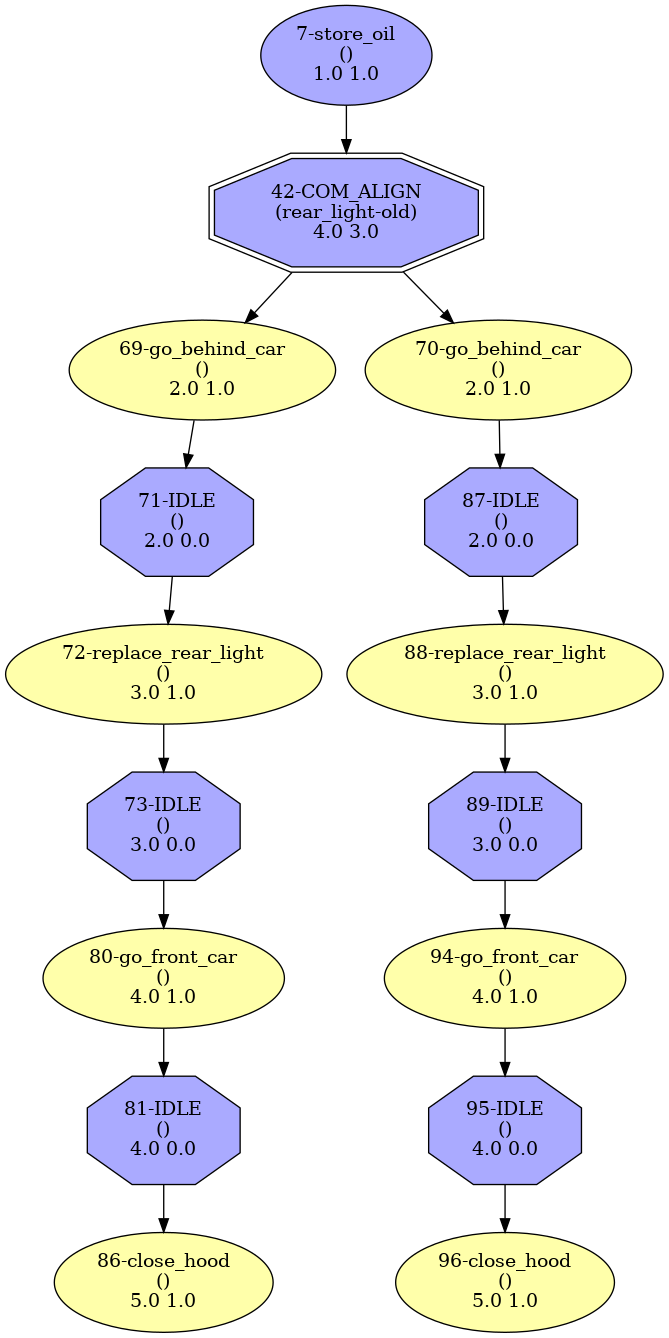 7-store_oil
()
1.0 1.0
42-COM_ALIGN
(rear_light-old)
4.0 3.0
69-go_behind_car
()
2.0 1.0
70-go_behind_car
()
2.0 1.0
71-IDLE
()
2.0 0.0
87-IDLE
()
2.0 0.0
72-replace_rear_light
()
3.0 1.0
88-replace_rear_light
()
3.0 1.0
73-IDLE
()
3.0 0.0
89-IDLE
()
3.0 0.0
80-go_front_car
()
4.0 1.0
94-go_front_car
()
4.0 1.0
81-IDLE
()
4.0 0.0
95-IDLE
()
4.0 0.0
86-close_hood
()
5.0 1.0
96-close_hood
()
5.0 1.0